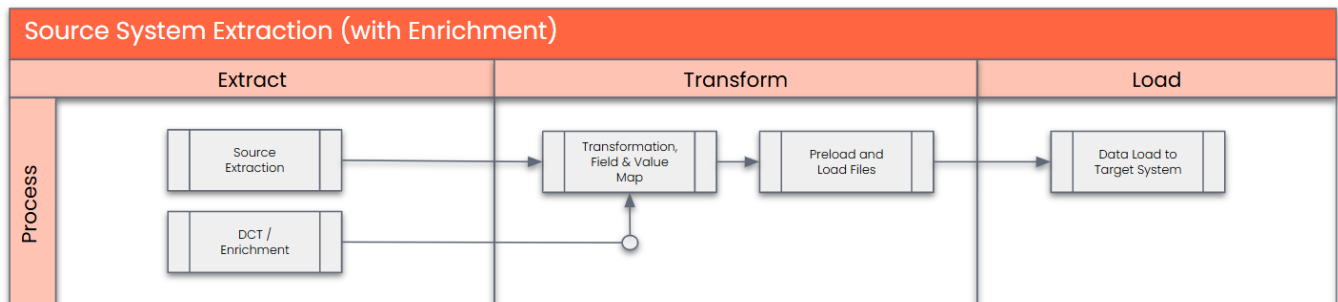 Source System Extraction (with Enrichment)
Extract
Transform
Load
Process
Source
Extraction
Transformation,
Field & Value
Map
Preload and
Load Files
Data Load to
Target System
DCT /
Enrichment